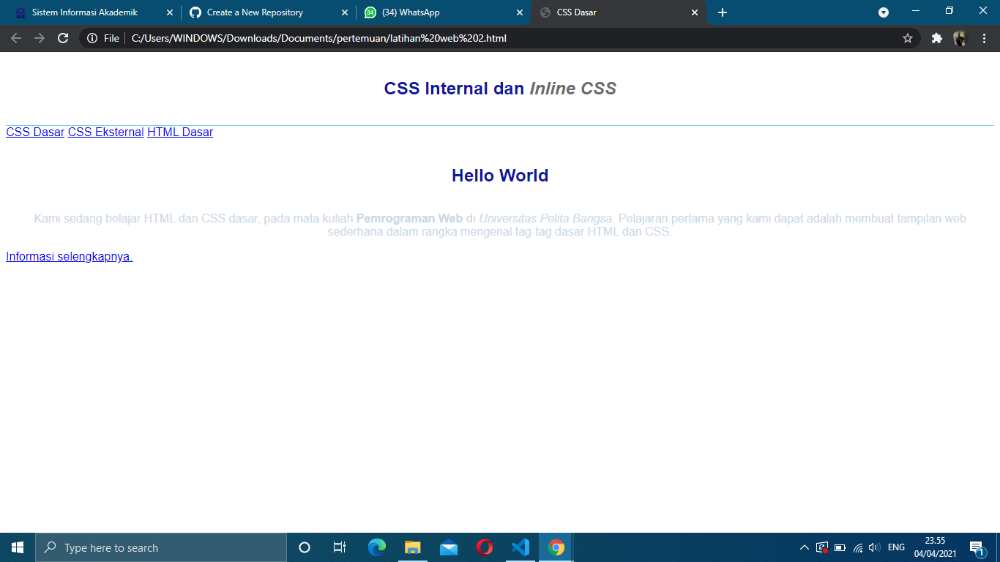 Sistem Informasi Akademik
Create a New Repository
34
(34) WhatsApp
CSS Dasar
File
C:/Users/WINDOWS/Downloads/Documents/pertemuan/latihan%20web%202.html
CSS Internal dan Inline CSS
CSS Dasar CSS Eksternal HTML Dasar
Hello World
Kami sedang belajar HTML dan CSS dasar, pada mata kuliah Pemrograman Web di Universitas Pelita Bangsa. Pelajaran pertama yang kami dapat adalah membuat tampilan web
sederhana dalam rangka mengenal tag-tag dasar HTML dan CSS.
Informasi selengkapnya.
Type here to search
ENG
23.55
04/04/2021
1